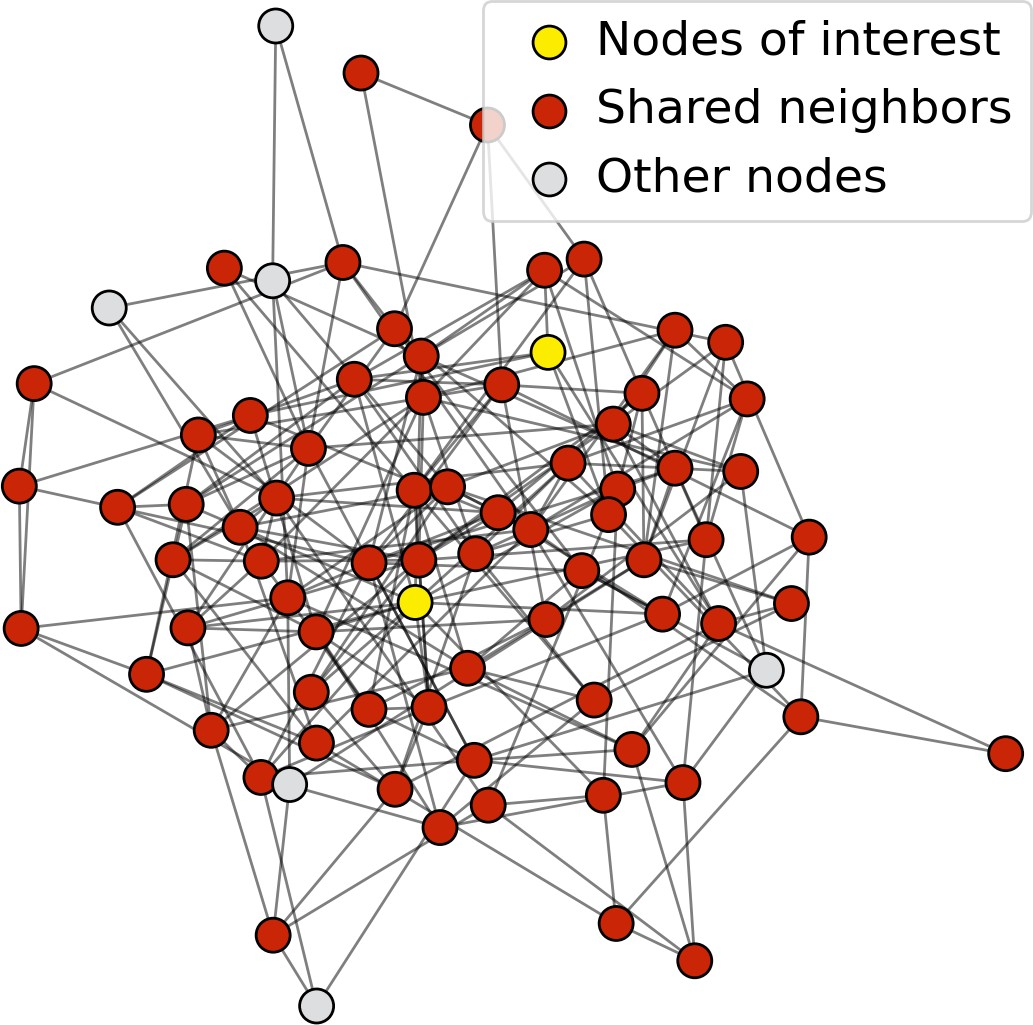 Nodes of interest
Shared neighbors
Other nodes